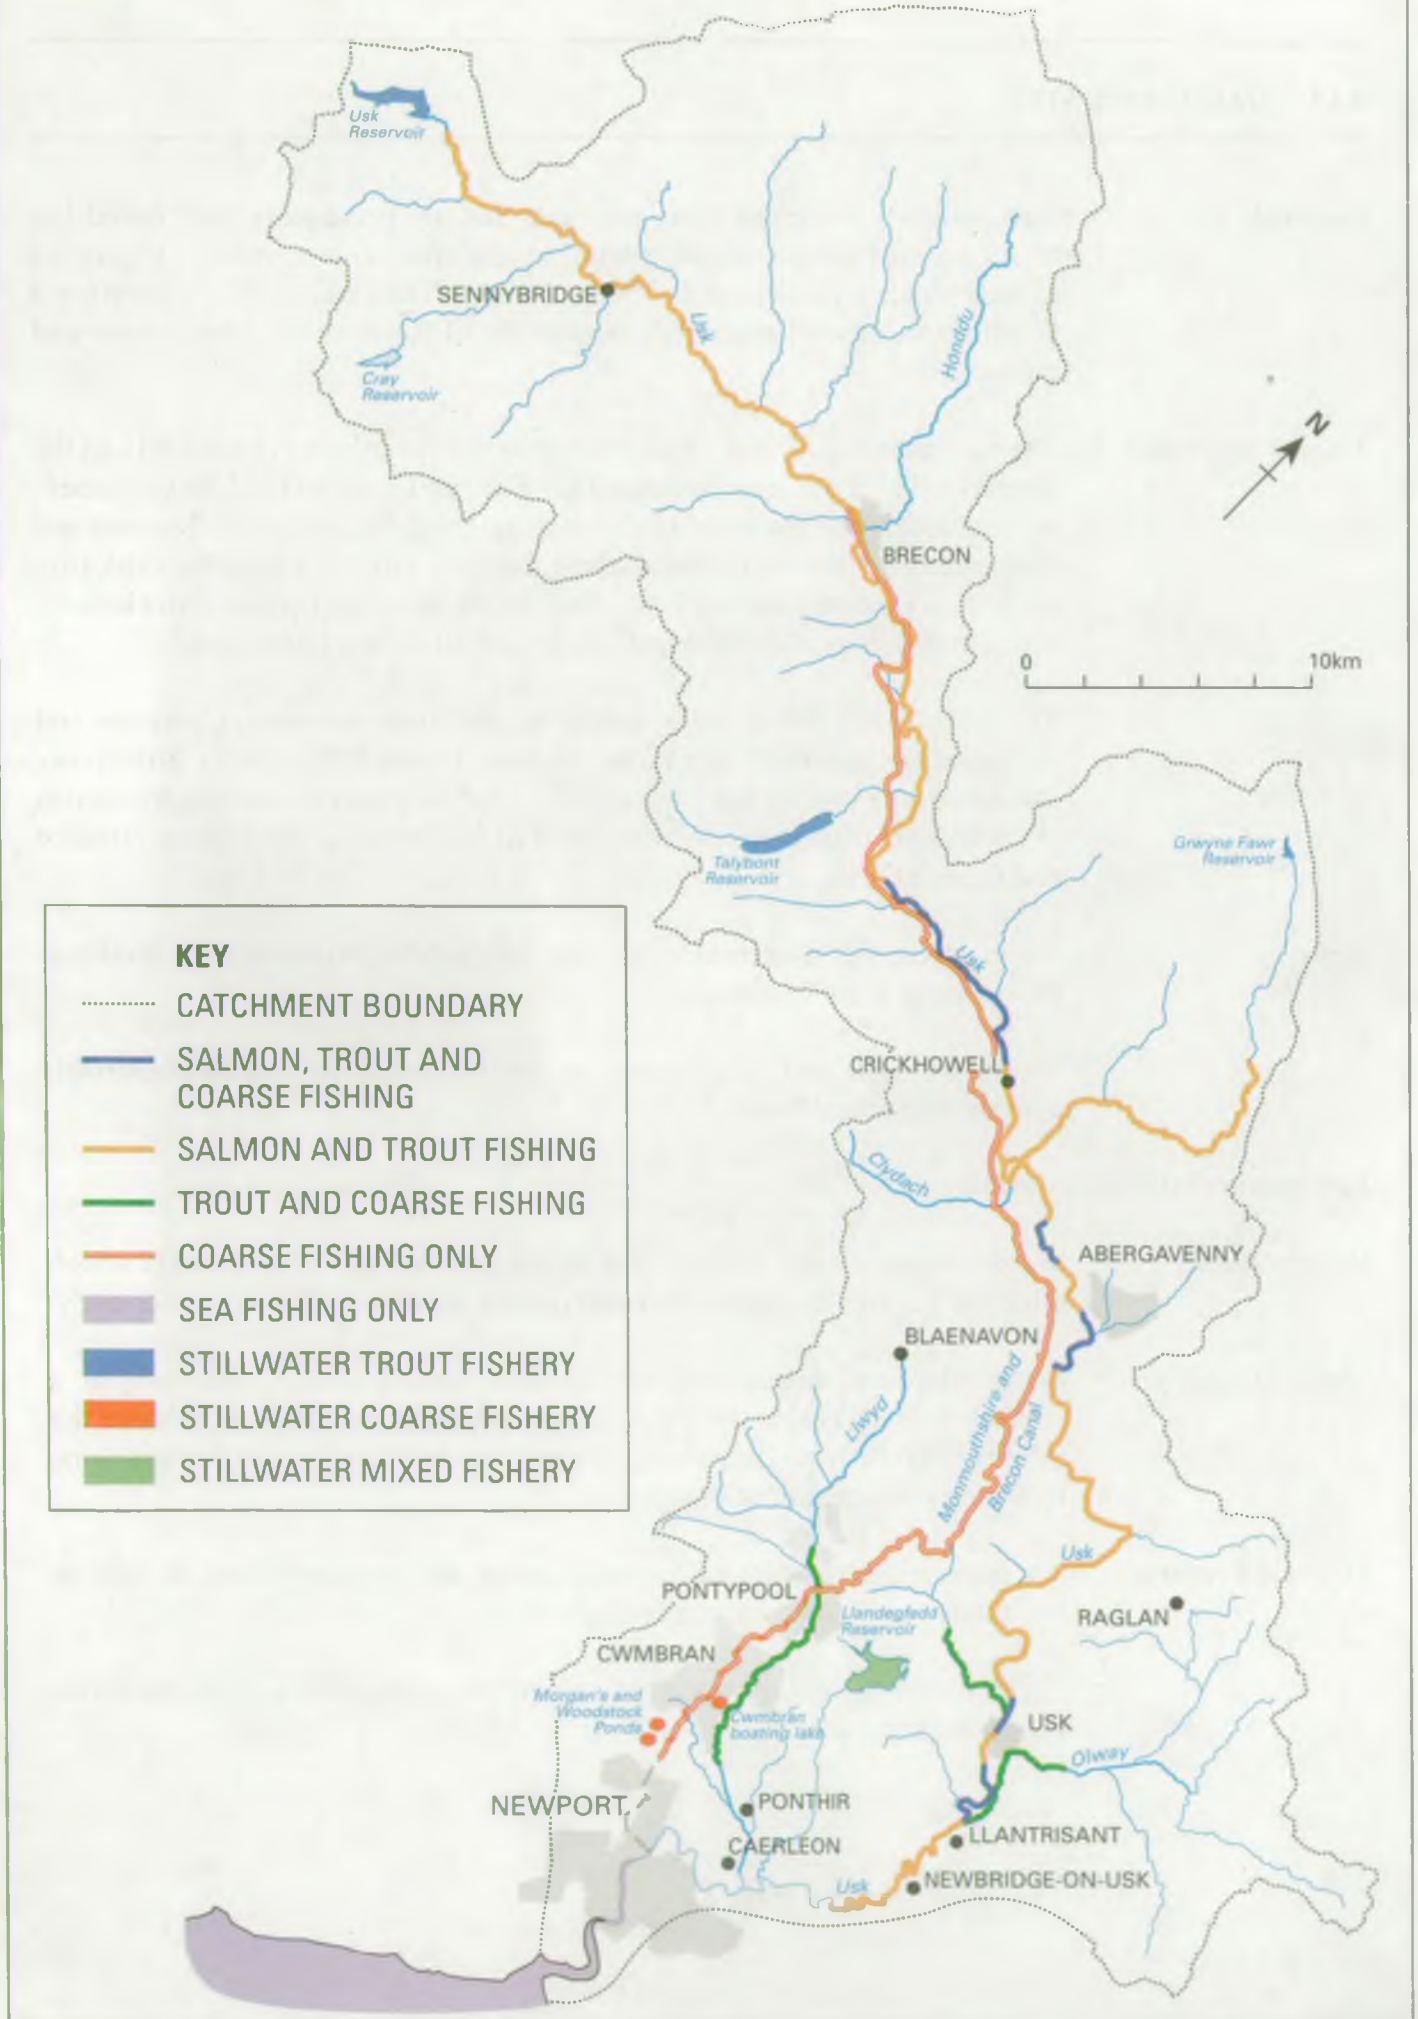 Usk
Reservoir
SENNYBRIDGE
Usk
Honddu
Cray
Reservoir
N
BRECON
0 10km
Talybont
Reservoir
Grwyne Fawr
Reservoir
KEY
CATCHMENT BOUNDARY
SALMON, TROUT AND
COARSE FISHING
SALMON AND TROUT FISHING
TROUT AND COARSE FISHING
COARSE FISHING ONLY
SEA FISHING ONLY
STILLWATER TROUT FISHERY
STILLWATER COARSE FISHERY
STILLWATER MIXED FISHERY
Usk
CRICKHOWELL
Clydach
ABERGAVENNY
BLAENAVON
Llwyd
Monmouthshire and
Brecon Canal
Usk
PONTYPOOL
Llandegfedd
Reservoir
RAGLAN
CWMBRAN
Morgan's and
Woodstock
Ponds
Cwmbran
boating lake
USK
Olway
NEWPORT
PONTHIR
LLANTRISANT
CAERLEON
NEWBRIDGE-ON-USK
Usk